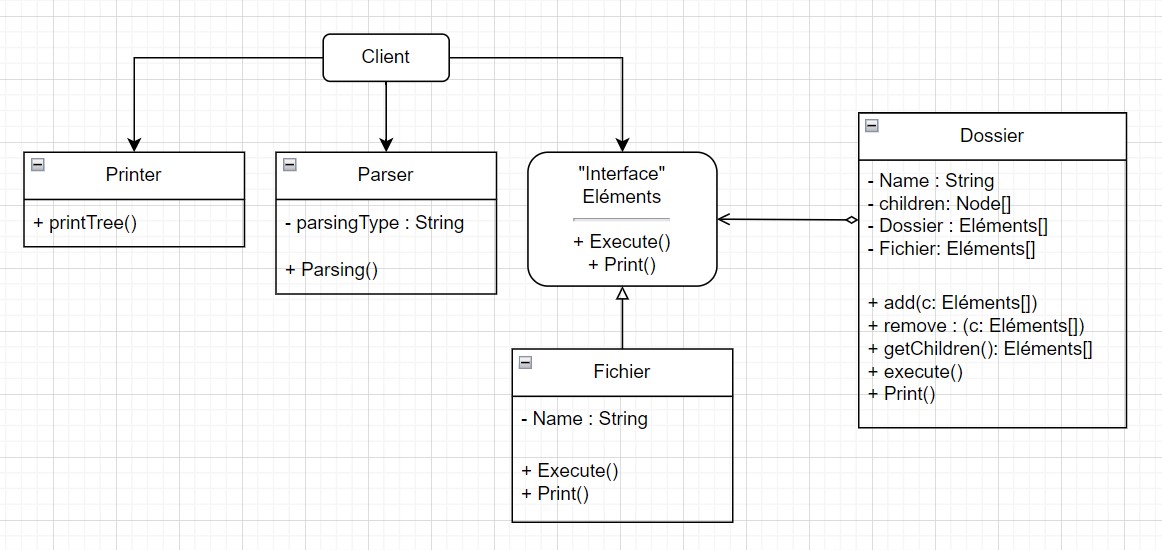 Client
Printer
+ printTree()
Parser
- parsingType : String
+ Parsing()
"Interface"
Eléments
+ Execute()
+ Print()
Fichier
- Name : String
+ Execute()
+ Print()
Dossier
- Name : String
- children: Node[]
- Dossier : Eléments[]
- Fichier: Eléments[]
+ add(c: Eléments[])
+ remove : (c: Eléments[])
+ getChildren(): Eléments[]
+ execute()
+ Print()